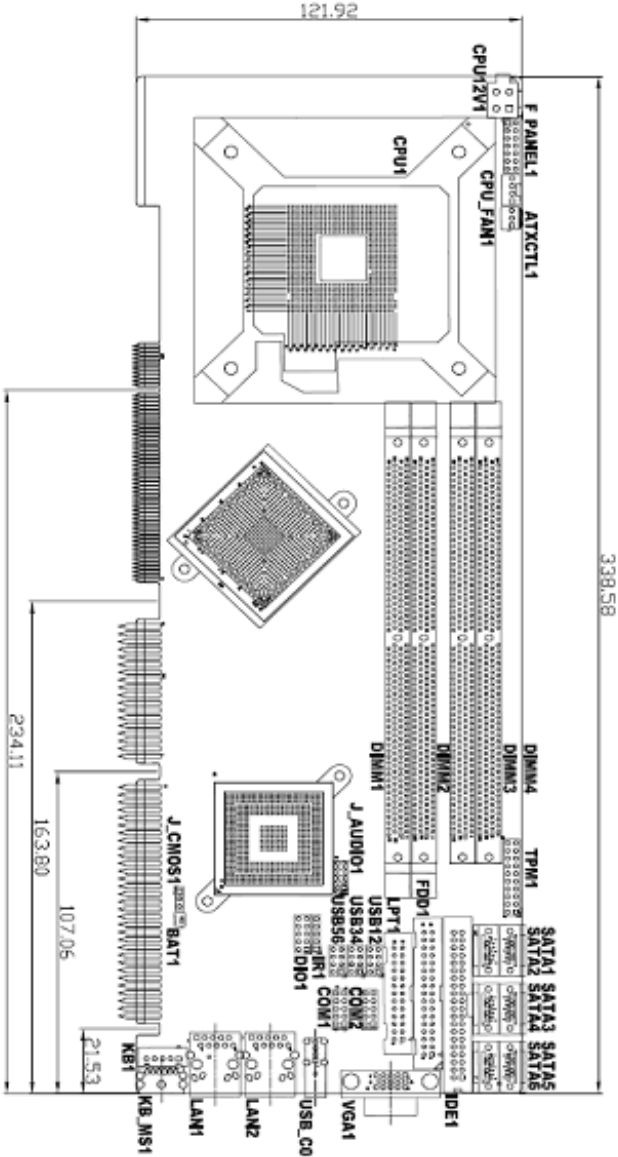 121.92
CPU12V1
F_PANEL1
CPU1
CPU_FAN1
ATXCTL1
338.58
234.11
163.80
107.06
21.53
DIMM1
DIMM2
DIMM3
DIMM4
TPM1
J_AUDIO1
J_CMOS1
BAT1
FDD1
LPT1
USB12
USB34
USB56
IR1
DIO1
COM1
COM2
SATA1
SATA2
SATA3
SATA4
SATA5
SATA6
KB1
KB_MS1
LAN1
LAN2
USB_C0
VGA1
IDE1